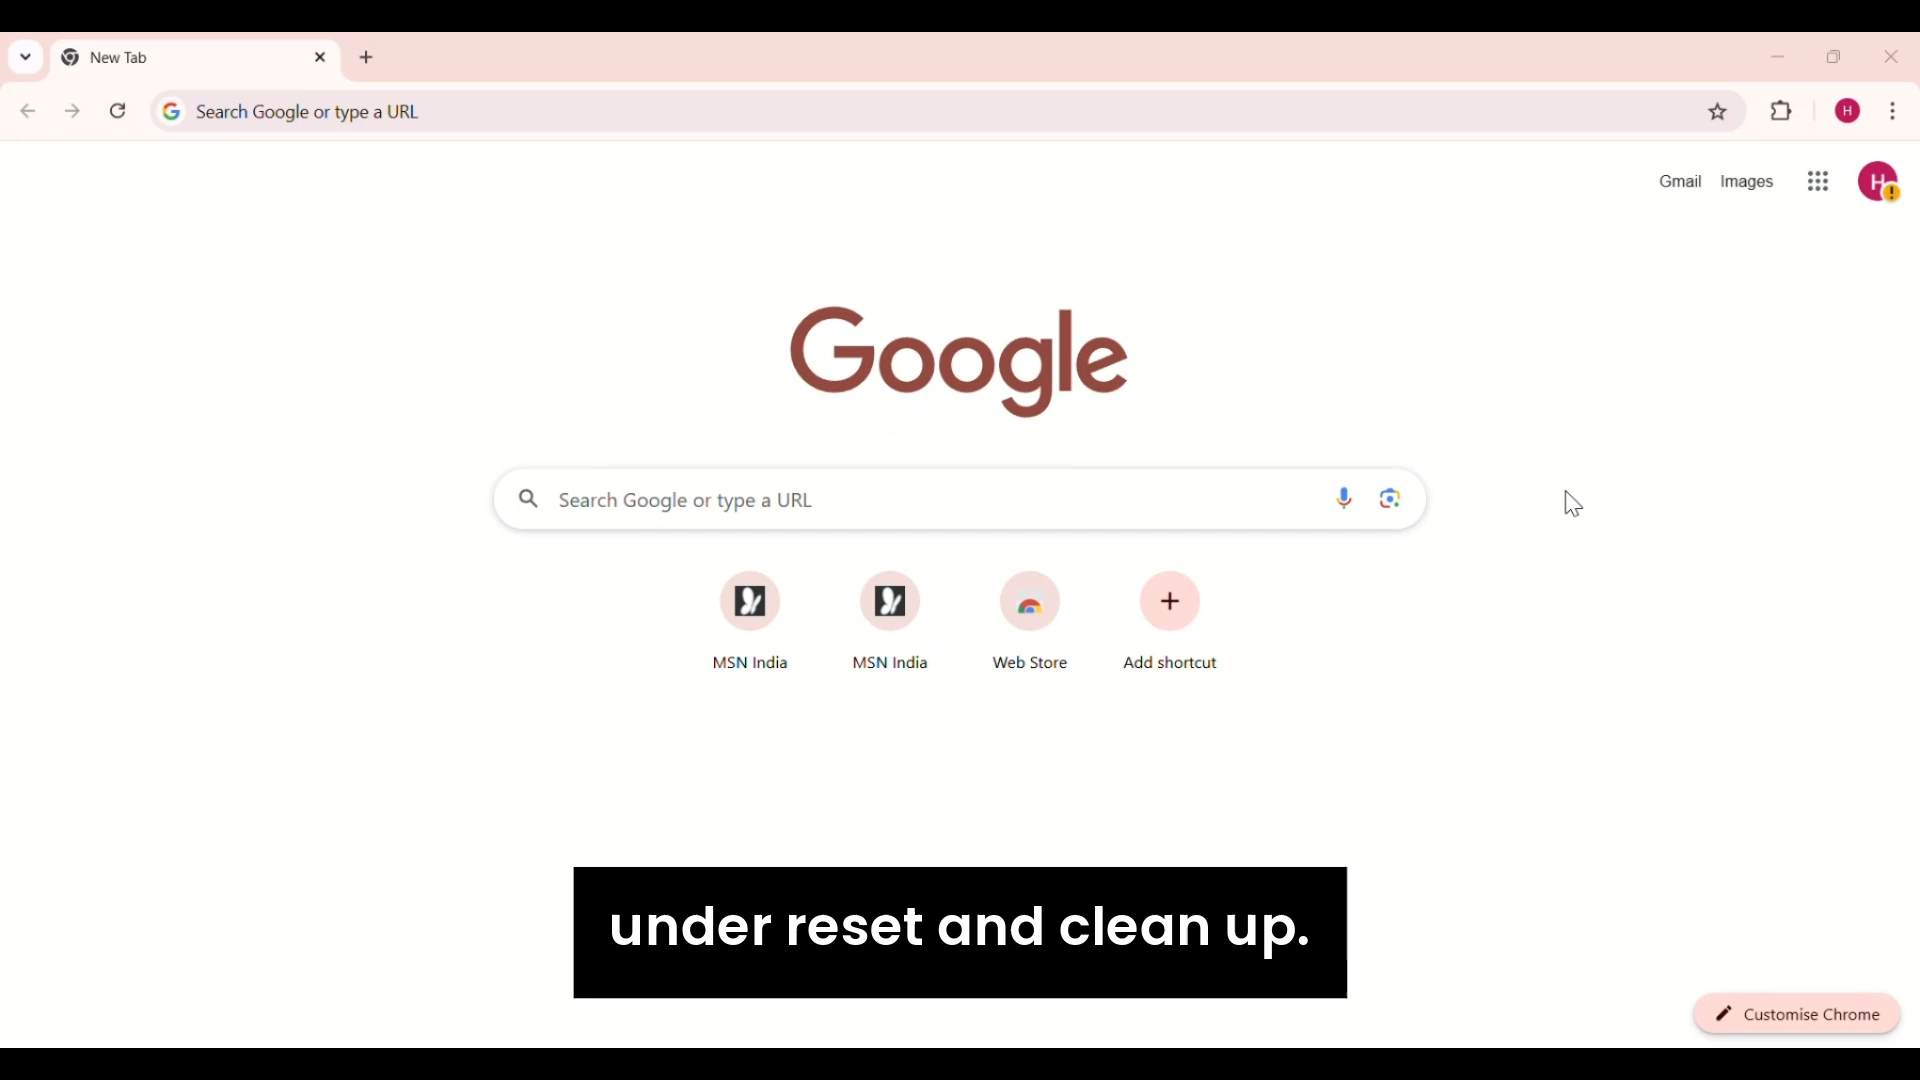 New Tab
Search Google or type a URL
H
Gmail Images
H
Google
Search Google or type a URL
MSN India MSN India Web Store Add shortcut
under reset and clean up.
Customise Chrome